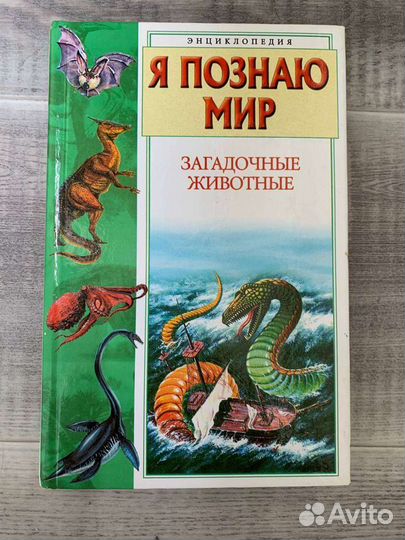 ЭНЦИКЛОПЕДИЯ
Я ПОЗНАЮ
МИР
ЗАГАДОЧНЫЕ
ЖИВОТНЫЕ
Avito